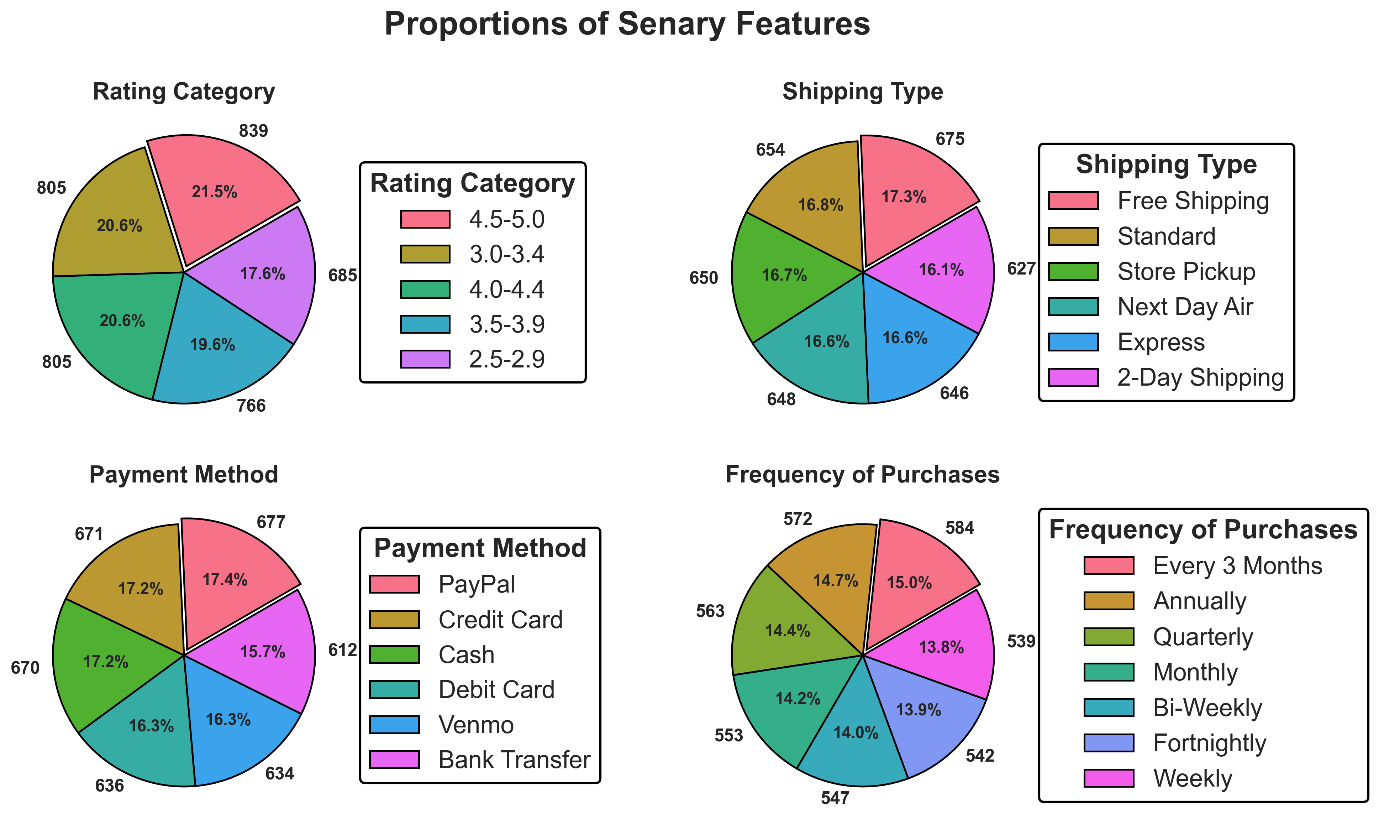 Proportions of Senary Features
Rating Category
839
805
21.5%
20.6%
17.6%
685
20.6%
19.6%
805
766
Rating Category
4.5-5.0
3.0-3.4
4.0-4.4
3.5-3.9
2.5-2.9
Shipping Type
675
654
17.3%
16.8%
16.1%
627
650
16.7%
16.6%
16.6%
648
646
Shipping Type
Free Shipping
Standard
Store Pickup
Next Day Air
Express
2-Day Shipping
Payment Method
677
671
17.4%
17.2%
15.7%
612
670
17.2%
16.3%
16.3%
636
634
Payment Method
PayPal
Credit Card
Cash
Debit Card
Venmo
Bank Transfer
Frequency of Purchases
572
584
14.7%
15.0%
563
14.4%
13.8%
539
14.2%
14.0%
13.9%
553
542
547
Frequency of Purchases
Every 3 Months
Annually
Quarterly
Monthly
Bi-Weekly
Fortnightly
Weekly